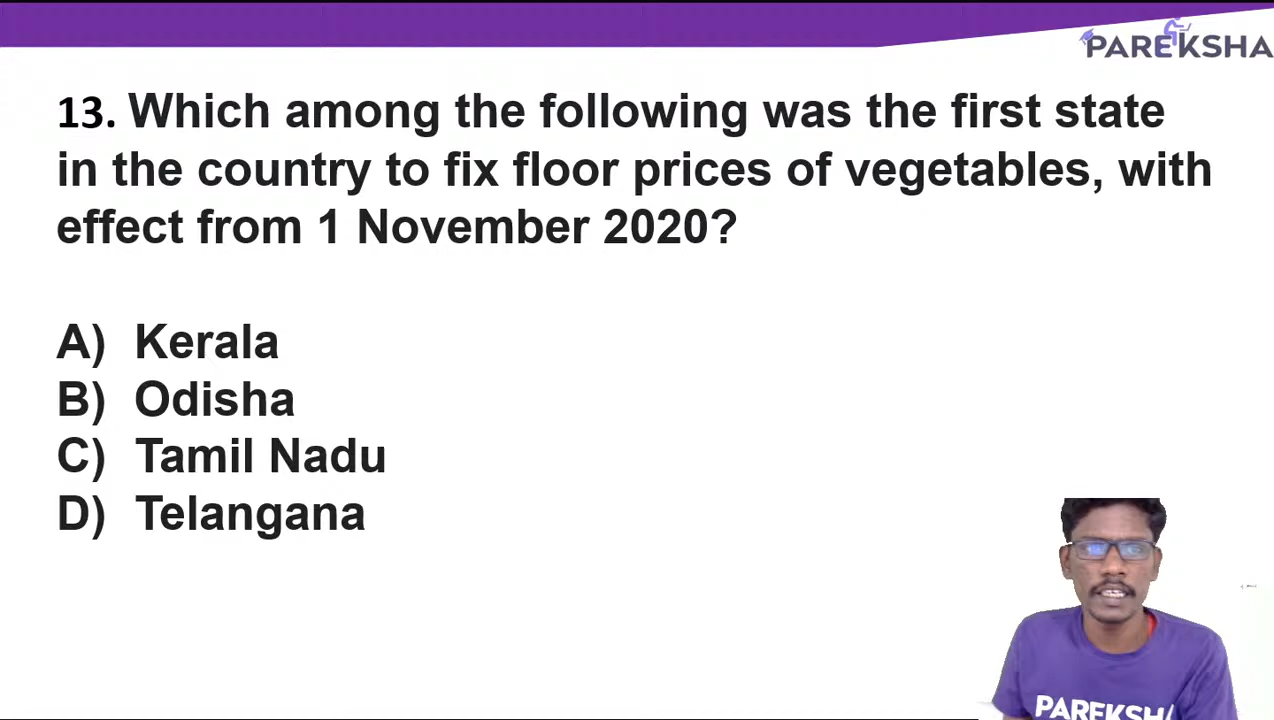 PAREKSHA
13. Which among the following was the first state
in the country to fix floor prices of vegetables, with
effect from 1 November 2020?
A) Kerala
B) Odisha
C) Tamil Nadu
D) Telangana
PAREKSHA